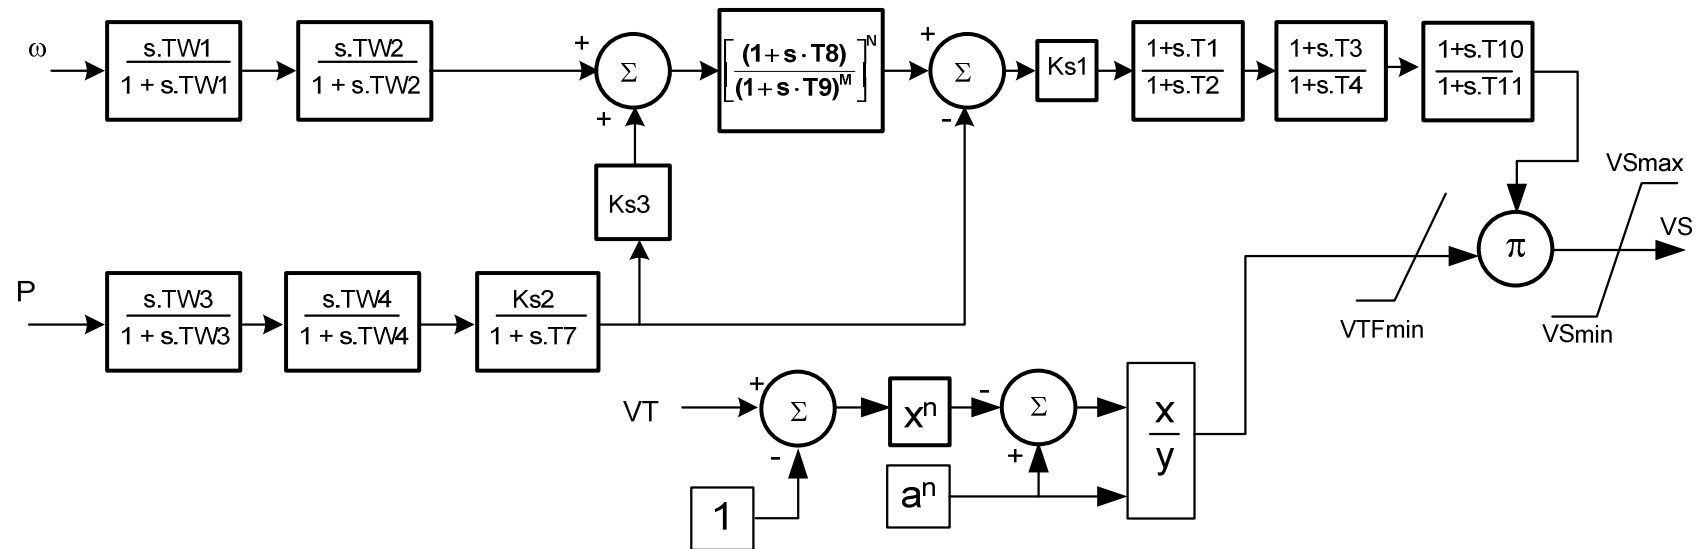 ω
s.TW1
1 + s.TW1
s.TW2
1 + s.TW2
+
+
Σ
[(1+s·T8)
(1+s·T9)^M]^N
+
-
Σ
Ks1
1+s.T1
1+s.T2
1+s.T3
1+s.T4
1+s.T10
1+s.T11
Ks3
VSmax
VS
π
VTFmin
VSmin
P
s.TW3
1 + s.TW3
s.TW4
1 + s.TW4
Ks2
1 + s.T7
VT
+
-
Σ
x^n
-
+
Σ
x
y
1
a^n